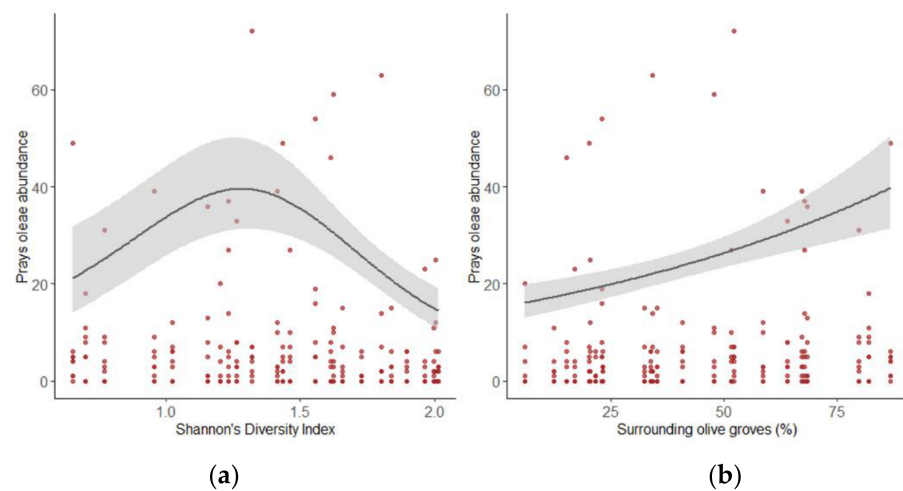 Prays oleae abundance
60
40
20
0
1.0 1.5 2.0
Shannon's Diversity Index
(a)
Prays oleae abundance
60
40
20
0
25 50 75
Surrounding olive groves (%)
(b)